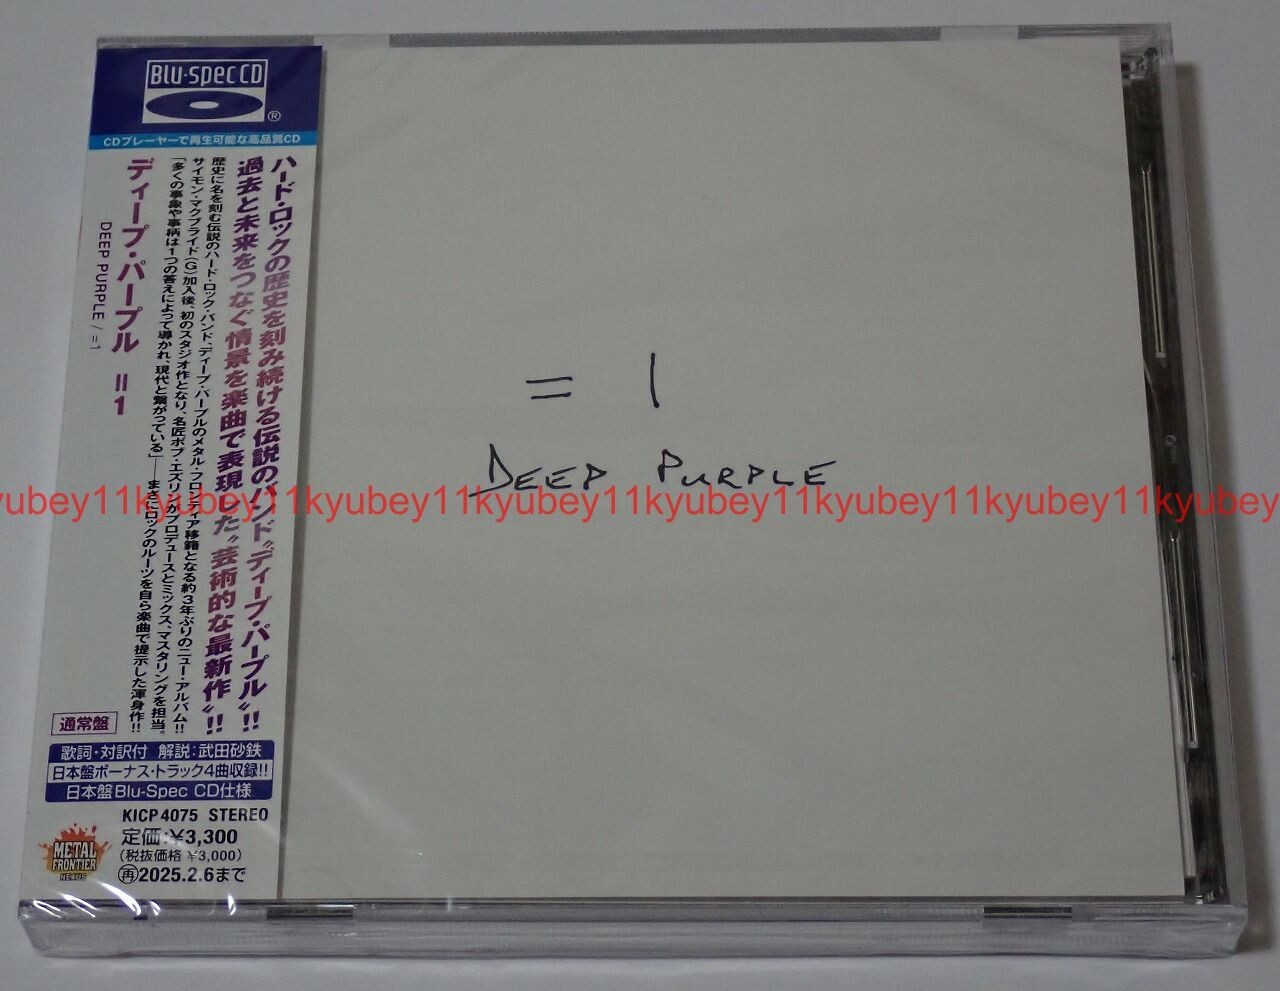 Blu-spec CD
®
CDプレーヤーで再生可能な高品質CD
ハード・ロックの歴史を刻み続ける伝説のバンド“ディープ・パープル”!!
過去と未来をつなぐ情景を楽曲で表現した“芸術的な最新作”!!
歴史に名を刻む伝説のハード・ロック・バンド、ディープ・パープルのメタル・フロンティア移籍となる約3年ぶりのニュー・アルバム!!
サイモン・マクブライド(G)加入後、初のスタジオ作となり、名匠ボブ・エズリンがプロデュースとミックス、マスタリングを担当。
「多くの事象や事柄は1つの答えによって導かれ、現代と繋がっている」――まさにロックのルーツを自ら楽曲で提示した渾身作!!
ディープ・パープル =1
DEEP PURPLE / =1
通常盤
歌詞・対訳付 解説:武田砂鉄
日本盤ボーナス・トラック4曲収録!!
日本盤Blu-Spec CD仕様
KICP 4075 STEREO
定価:¥3,300
(税抜価格 ¥3,000)
再2025.2.6まで
METAL
FRONTIER
NEXUS
= 1
DEEP PURPLE
kyubey11kyubey11kyubey11kyubey11kyubey11kyubey11kyubey11kyubey11kyubey